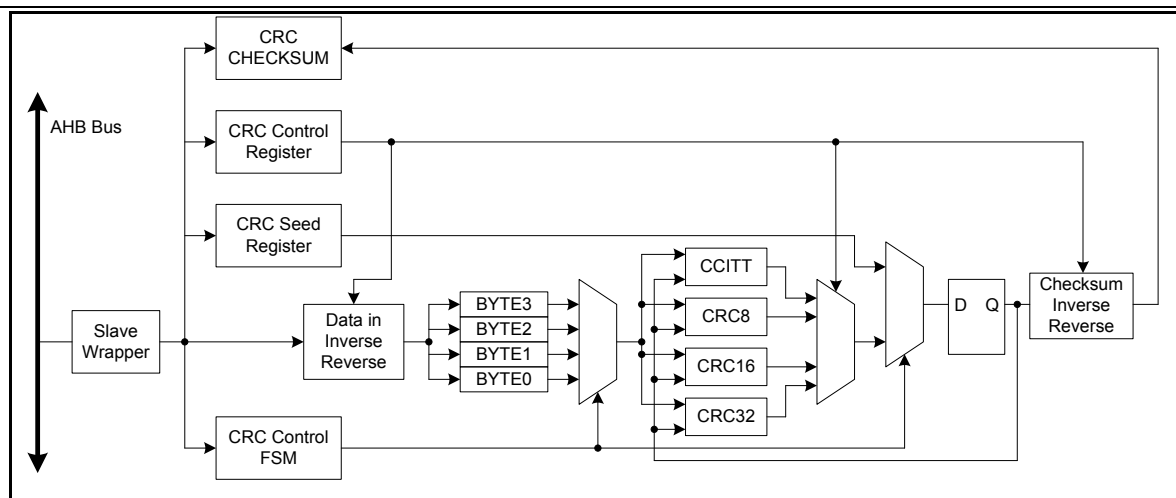 CRC
CHECKSUM
AHB Bus
CRC Control
Register
CRC Seed
Register
CCITT
CRC8
CRC16
CRC32
BYTE3
BYTE2
BYTE1
BYTE0
Slave
Wrapper
Data in
Inverse
Reverse
D Q
Checksum
Inverse
Reverse
CRC Control
FSM